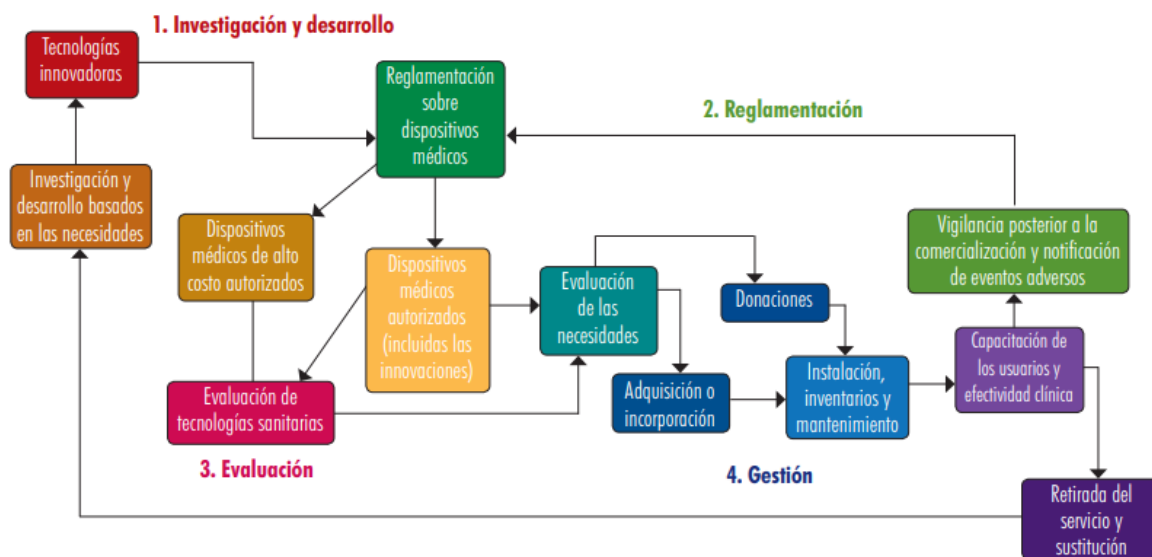 1. Investigación y desarrollo
Tecnologías
innovadoras
Reglamentación
sobre
dispositivos
médicos
2. Reglamentación
Investigación y
desarrollo basados
en las necesidades
Dispositivos
médicos de alto
costo autorizados
Dispositivos
médicos
autorizados
(incluidas las
innovaciones)
Evaluación
de las
necesidades
Donaciones
Vigilancia posterior a la
comercialización y notificación
de eventos adversos
Evaluación de
tecnologías sanitarias
Adquisición o
incorporación
Instalación,
inventarios y
mantenimiento
Capacitación de
los usuarios y
efectividad clínica
3. Evaluación
4. Gestión
Retirada del
servicio y
sustitución